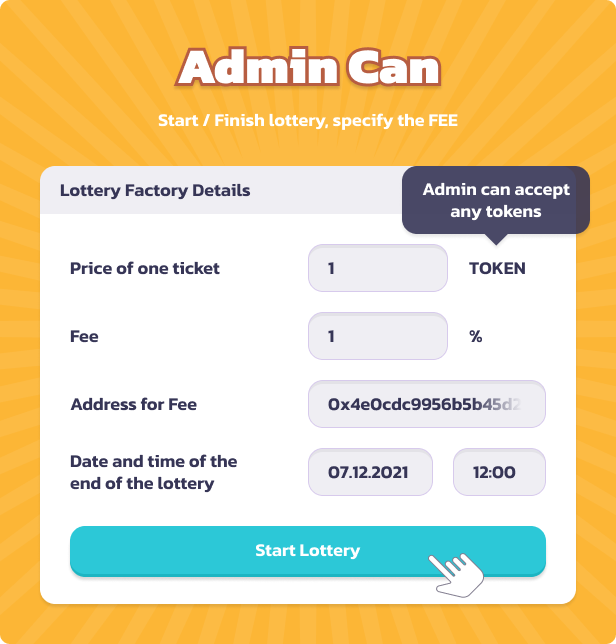 Admin Can
Start / Finish lottery, specify the FEE
Lottery Factory Details
Admin can accept
any tokens
Price of one ticket
1
TOKEN
Fee
1
%
Address for Fee
0x4e0cdc9956b5b45d2
Date and time of the
end of the lottery
07.12.2021
12:00
Start Lottery